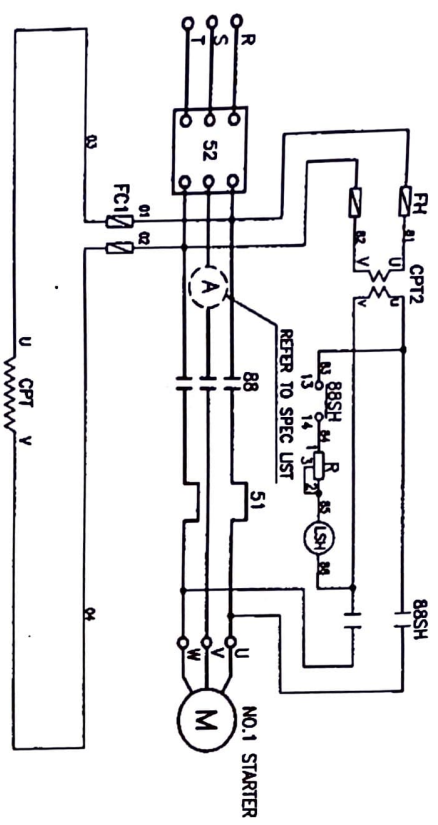 FH
CPT2
88SH
81
U
U
82
V
V
88SH
83
13
14
84
R
1
3
2
85
LSH
86
REFER TO SPEC LIST
R
S
T
52
A
88
51
U
V
W
M
NO.1 STARTER
FC1
01
02
03
04
U
CPT
V